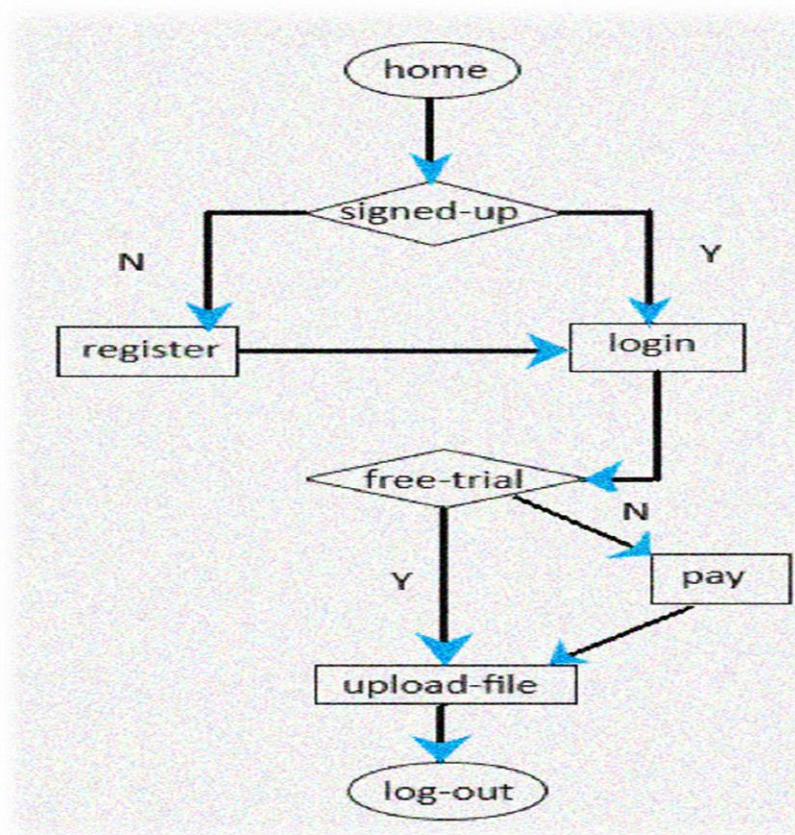 home
signed-up
N
Y
register
login
free-trial
N
Y
pay
upload-file
log-out